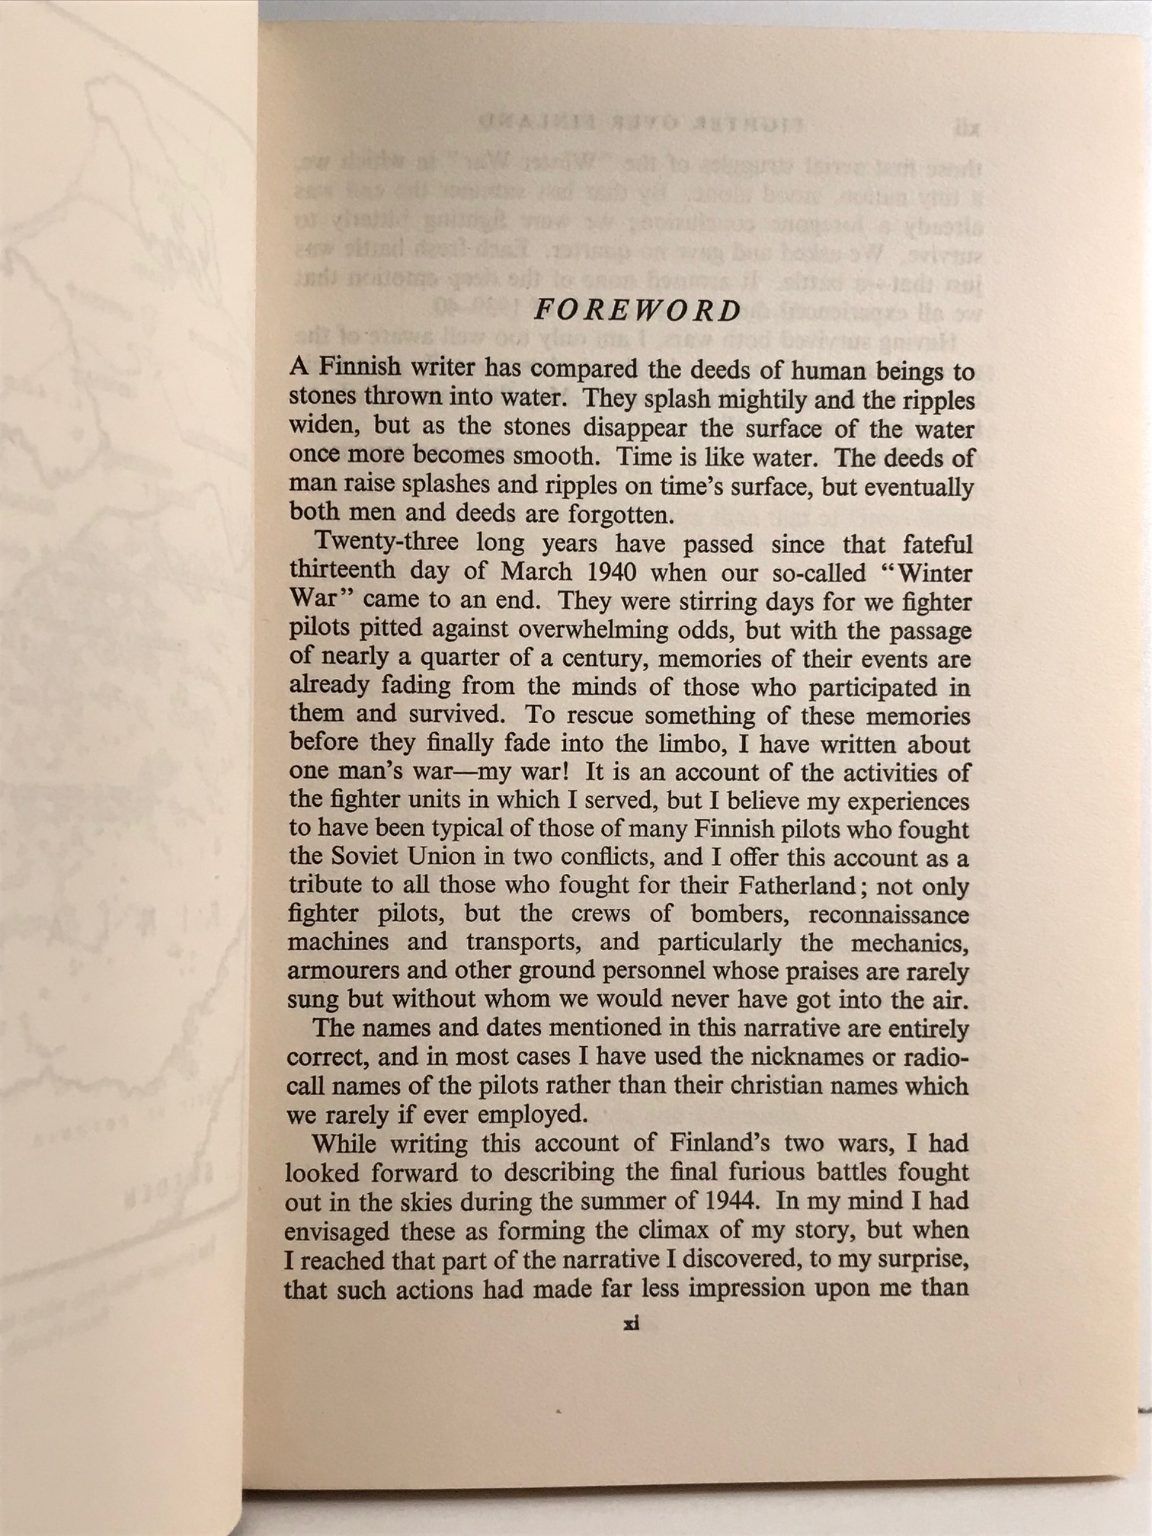 FOREWORD
A Finnish writer has compared the deeds of human beings to
stones thrown into water. They splash mightily and the ripples
widen, but as the stones disappear the surface of the water
once more becomes smooth. Time is like water. The deeds of
man raise splashes and ripples on time's surface, but eventually
both men and deeds are forgotten.
Twenty-three long years have passed since that fateful
thirteenth day of March 1940 when our so-called "Winter
War" came to an end. They were stirring days for we fighter
pilots pitted against overwhelming odds, but with the passage
of nearly a quarter of a century, memories of their events are
already fading from the minds of those who participated in
them and survived. To rescue something of these memories
before they finally fade into the limbo, I have written about
one man's war—my war! It is an account of the activities of
the fighter units in which I served, but I believe my experiences
to have been typical of those of many Finnish pilots who fought
the Soviet Union in two conflicts, and I offer this account as a
tribute to all those who fought for their Fatherland; not only
fighter pilots, but the crews of bombers, reconnaissance
machines and transports, and particularly the mechanics,
armourers and other ground personnel whose praises are rarely
sung but without whom we would never have got into the air.
The names and dates mentioned in this narrative are entirely
correct, and in most cases I have used the nicknames or radio-
call names of the pilots rather than their christian names which
we rarely if ever employed.
While writing this account of Finland's two wars, I had
looked forward to describing the final furious battles fought
out in the skies during the summer of 1944. In my mind I had
envisaged these as forming the climax of my story, but when
I reached that part of the narrative I discovered, to my surprise,
that such actions had made far less impression upon me than
xi